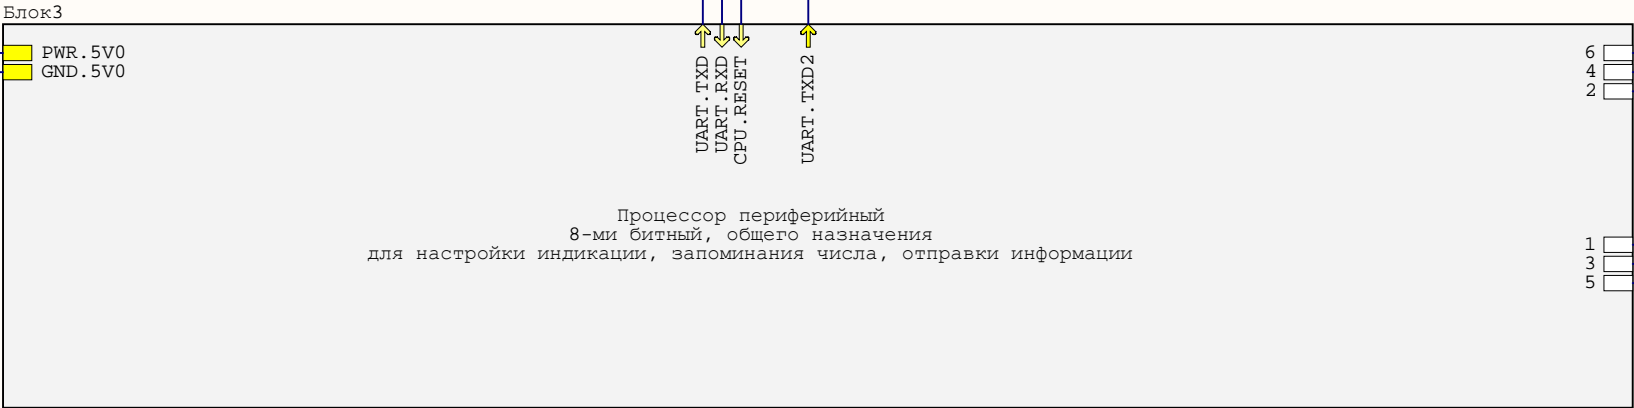 Блок3
PWR.5V0
GND.5V0
UART.TXD
UART.RXD
CPU.RESET
UART.TXD2
6
4
2
Процессор периферийный
8-ми битный, общего назначения
для настройки индикации, запоминания числа, отправки информации
1
3
5